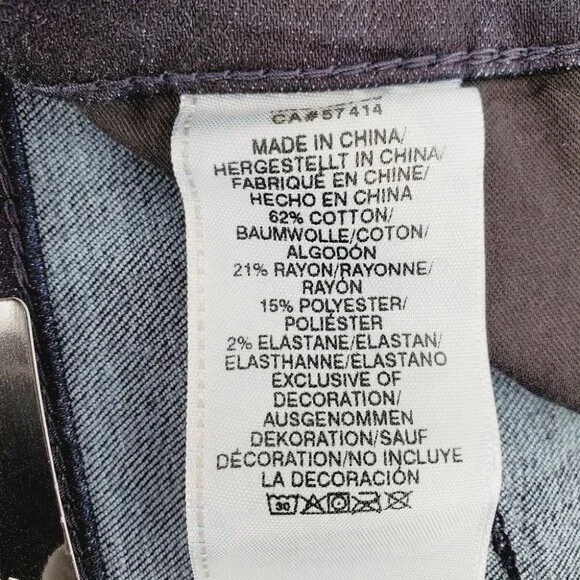 CA#57414
MADE IN CHINA/
HERGESTELLT IN CHINA/
FABRIQUÉ EN CHINE/
HECHO EN CHINA
62% COTTON/
BAUMWOLLE/COTON/
ALGODÓN
21% RAYON/RAYONNE/
RAYÓN
15% POLYESTER/
POLIÉSTER
2% ELASTANE/ELASTAN/
ELASTHANNE/ELASTANO
EXCLUSIVE OF
DECORATION/
AUSGENOMMEN
DEKORATION/SAUF
DÉCORATION/NO INCLUYE
LA DECORACIÓN
30